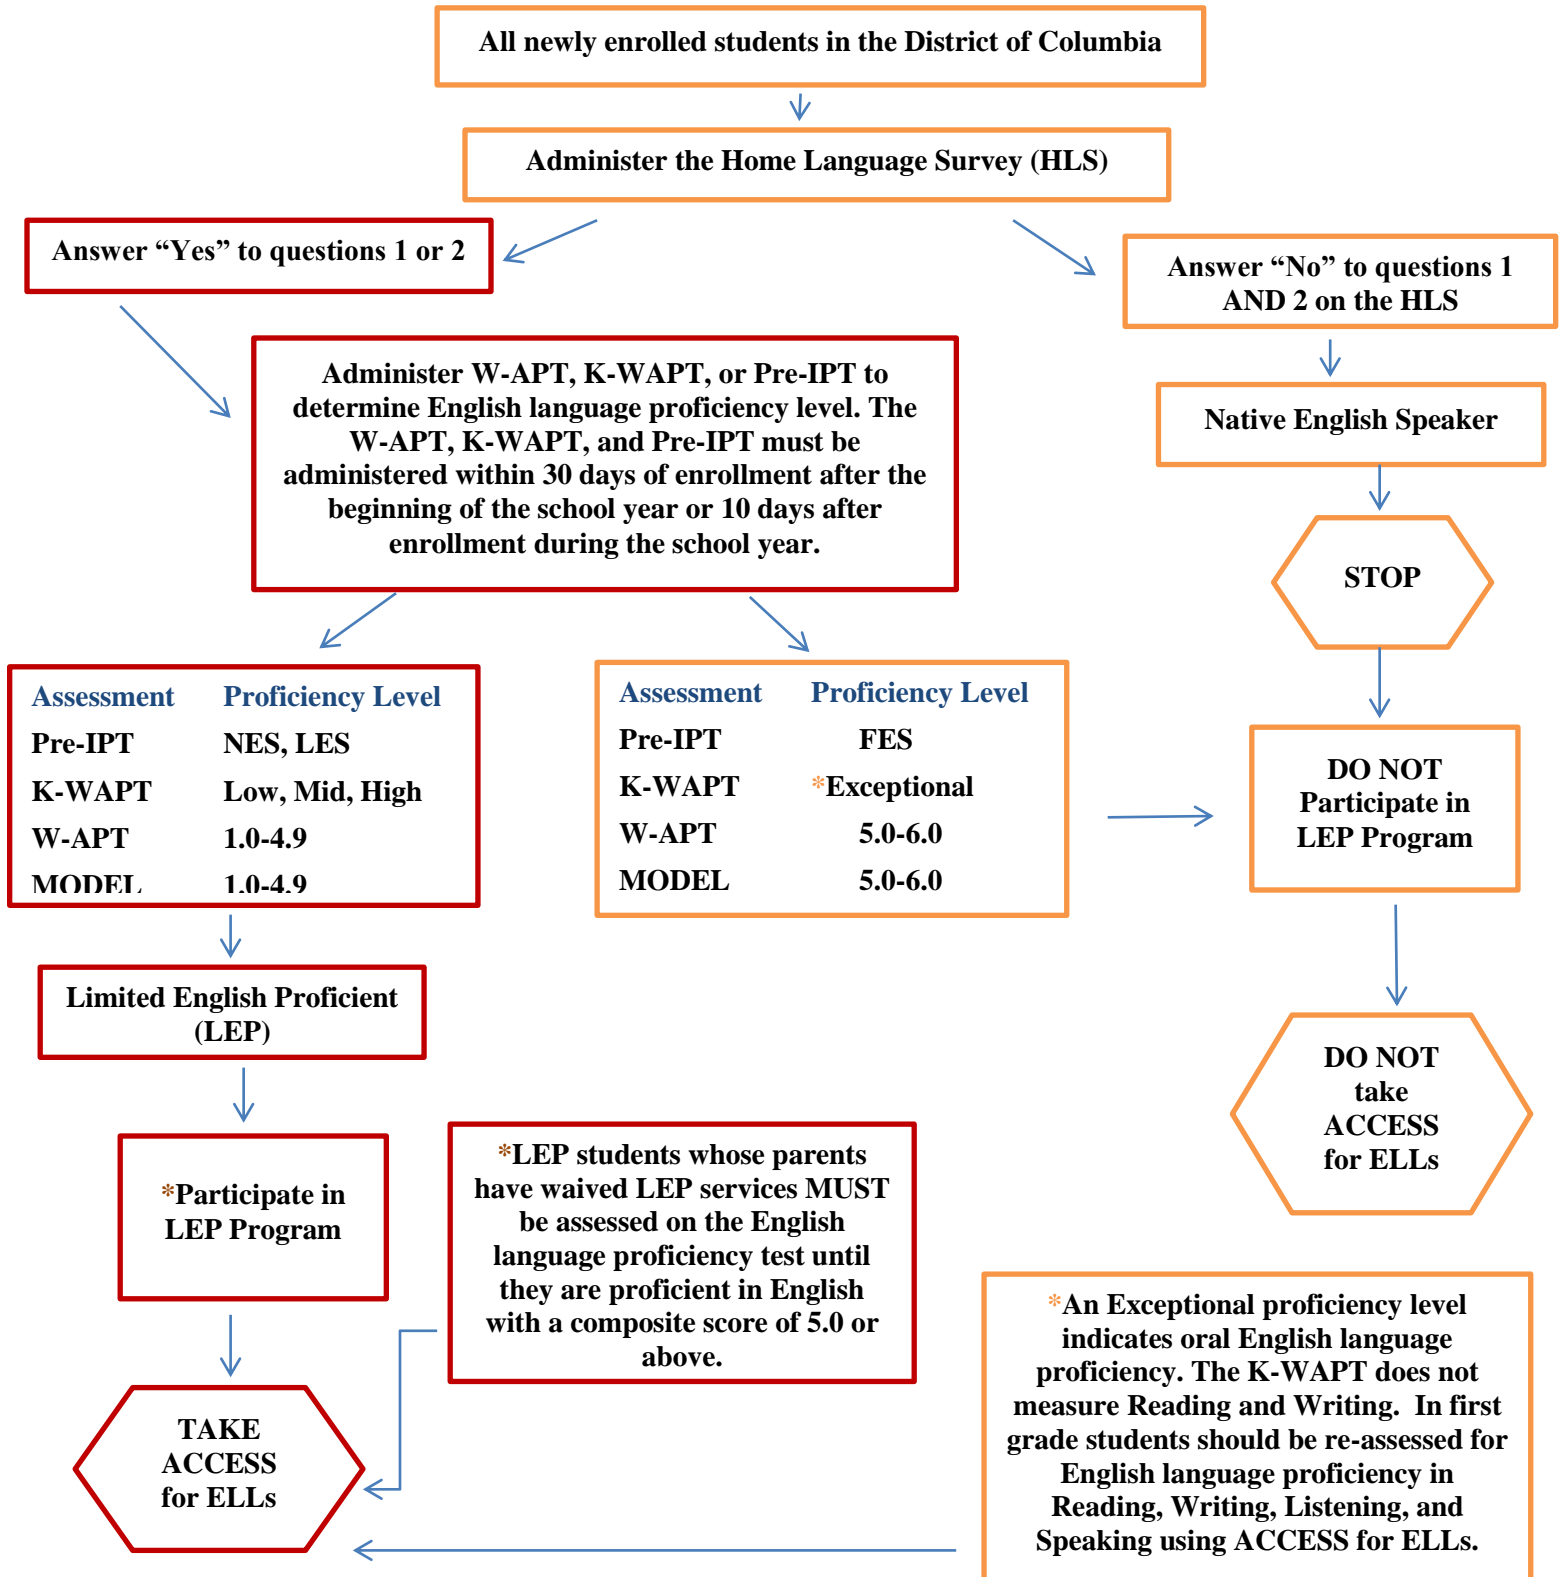 All newly enrolled students in the District of Columbia
Administer the Home Language Survey (HLS)
Answer “Yes” to questions 1 or 2
Answer “No” to questions 1
AND 2 on the HLS
Administer W-APT, K-WAPT, or Pre-IPT to
determine English language proficiency level. The
W-APT, K-WAPT, and Pre-IPT must be
administered within 30 days of enrollment after the
beginning of the school year or 10 days after
enrollment during the school year.
Native English Speaker
STOP
Assessment Proficiency Level
Pre-IPT NES, LES
K-WAPT Low, Mid, High
W-APT 1.0-4.9
MODEL 1.0-4.9
Assessment Proficiency Level
Pre-IPT FES
K-WAPT *Exceptional
W-APT 5.0-6.0
MODEL 5.0-6.0
DO NOT
Participate in
LEP Program
Limited English Proficient
(LEP)
DO NOT
take
ACCESS
for ELLs
*Participate in
LEP Program
*LEP students whose parents
have waived LEP services MUST
be assessed on the English
language proficiency test until
they are proficient in English
with a composite score of 5.0 or
above.
TAKE
ACCESS
for ELLs
*An Exceptional proficiency level
indicates oral English language
proficiency. The K-WAPT does not
measure Reading and Writing.  In first
grade students should be re-assessed for
English language proficiency in
Reading, Writing, Listening, and
Speaking using ACCESS for ELLs.